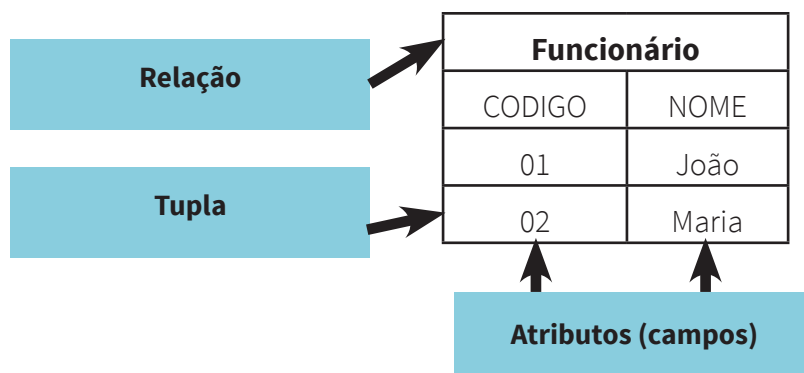 Relação
Funcionário
CODIGO NOME
01 João
Tupla
02 Maria
Atributos (campos)